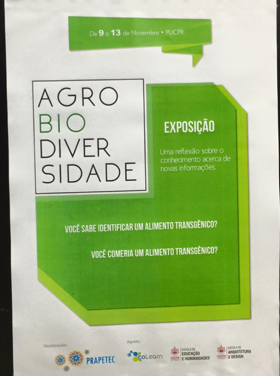 De 9 a 13 de Novembro • PUCPR
AGRO
BIO
DIVER
SIDADE
EXPOSIÇÃO
Uma reflexão sobre o
conhecimento acerca de
novas informações.
VOCÊ SABE IDENTIFICAR UM ALIMENTO TRANSGÊNICO?
VOCÊ COMERIA UM ALIMENTO TRANSGÊNICO?
Realização:
PRAPETEC
Apoio:
coLearn
ESCOLA DE
EDUCAÇÃO
E HUMANIDADES
ESCOLA DE
ARQUITETURA
E DESIGN